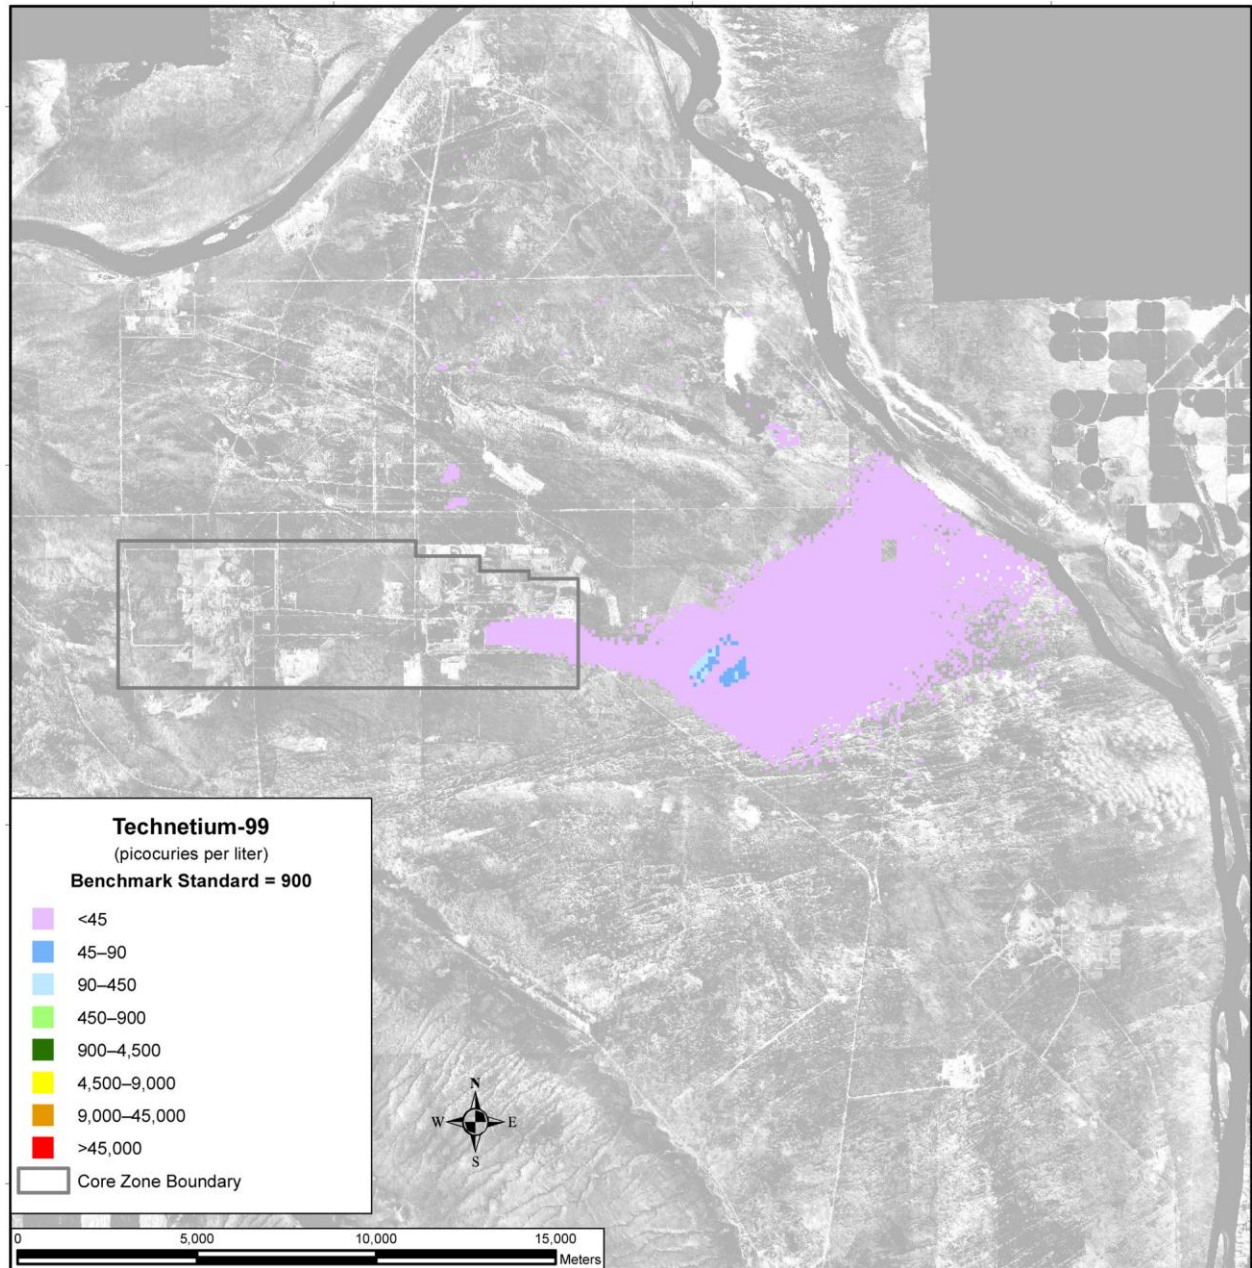 Technetium-99
(picocuries per liter)
Benchmark Standard = 900
<45
45–90
90–450
450–900
900–4,500
4,500–9,000
9,000–45,000
>45,000
Core Zone Boundary
N
W E
S
0 5,000 10,000 15,000
Meters